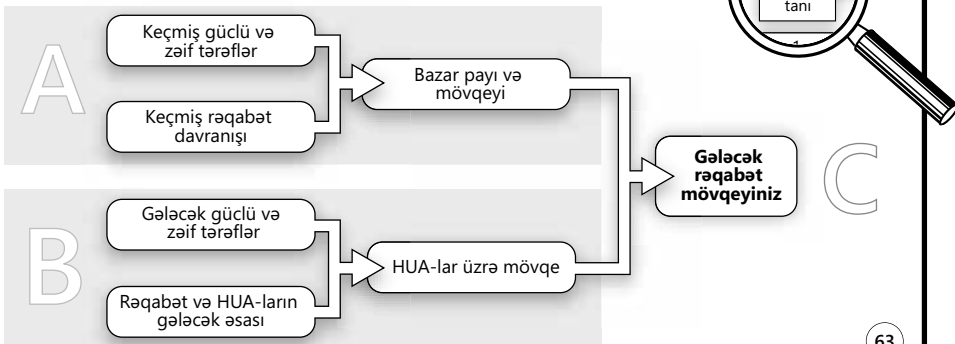 A
Keçmiş güclü və
zəif tərəflər
Keçmiş rəqabət
davranışı
Bazar payı və
mövqeyi
tanı
B
Gələcək güclü və
zəif tərəflər
Rəqabət və HUA-ların
gələcək əsası
HUA-lar üzrə mövqe
Gələcək
rəqabət
mövqeyiniz
C
63